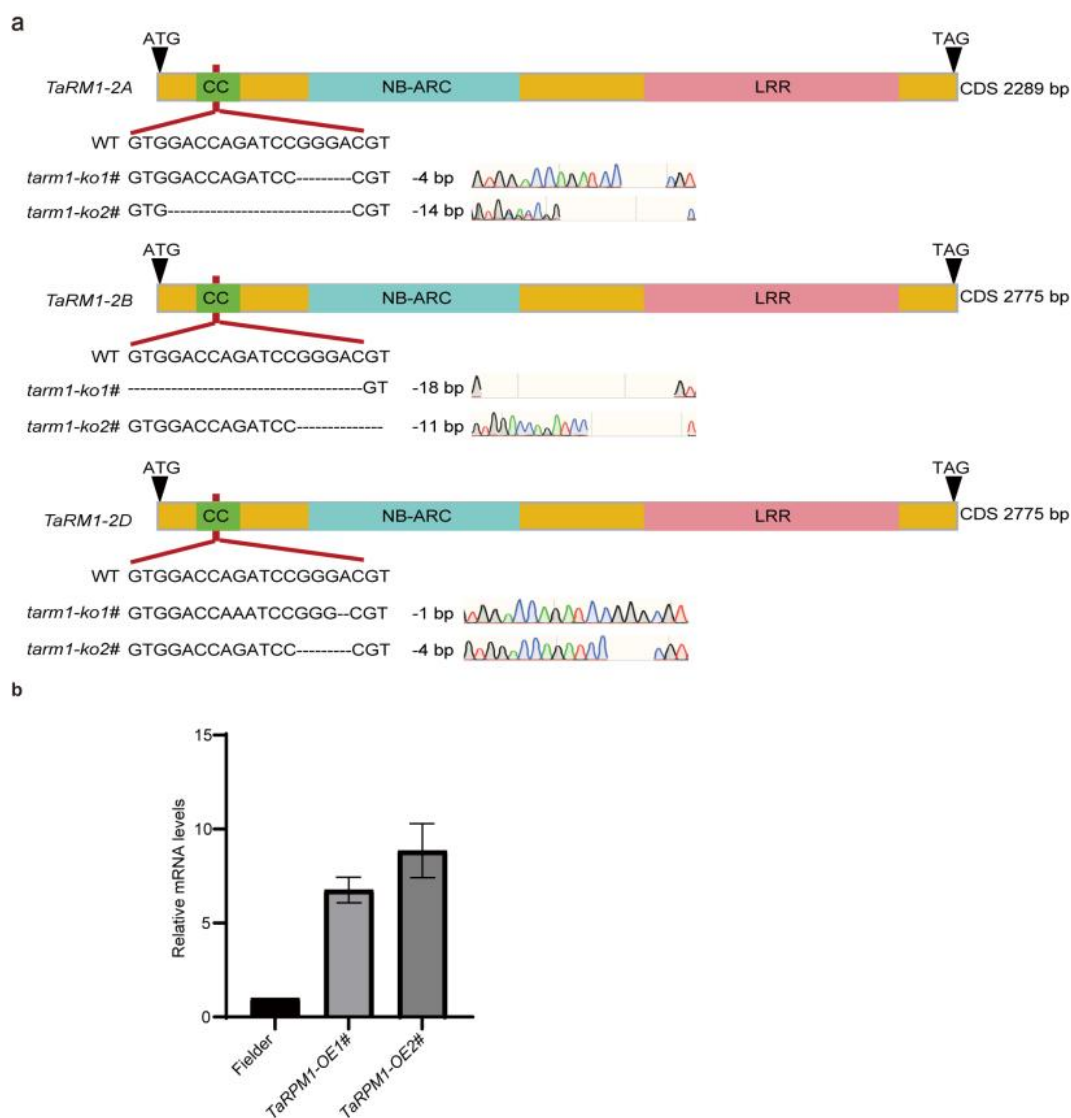 a
ATG TAG
TaRM1-2A CC NB-ARC LRR CDS 2289 bp
WT GTGGACCAGATCCGGGACGT
tarm1-ko1# GTGGACCAGATCC---------CGT -4 bp
tarm1-ko2# GTG-----------------------------CGT -14 bp
ATG TAG
TaRM1-2B CC NB-ARC LRR CDS 2775 bp
WT GTGGACCAGATCCGGGACGT
tarm1-ko1# --------------------------------------GT -18 bp
tarm1-ko2# GTGGACCAGATCC-------------- -11 bp
ATG TAG
TaRM1-2D CC NB-ARC LRR CDS 2775 bp
WT GTGGACCAGATCCGGGACGT
tarm1-ko1# GTGGACCAAATCCGGG--CGT -1 bp
tarm1-ko2# GTGGACCAGATCC---------CGT -4 bp
b
Relative mRNA levels
15
10
5
0
Fielder
TaRPM1-OE1#
TaRPM1-OE2#